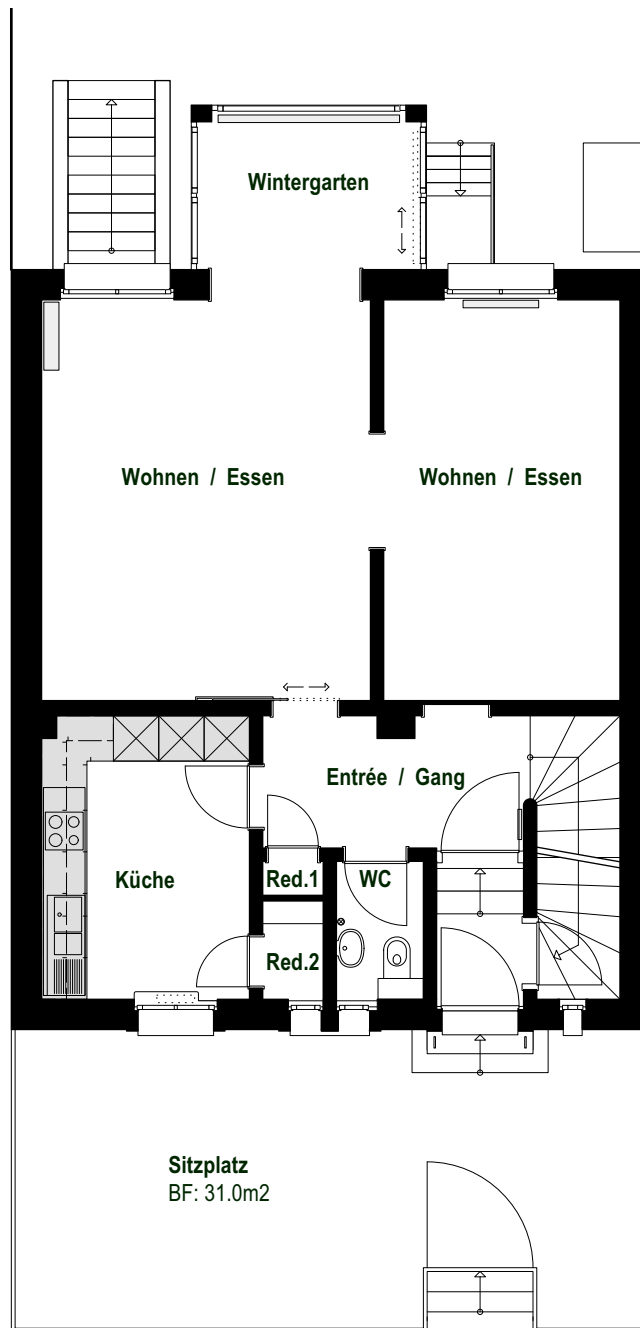 Wintergarten
Wohnen / Essen
Wohnen / Essen
Entrée / Gang
Küche
Red.1
WC
Red.2
Sitzplatz
BF: 31.0m2